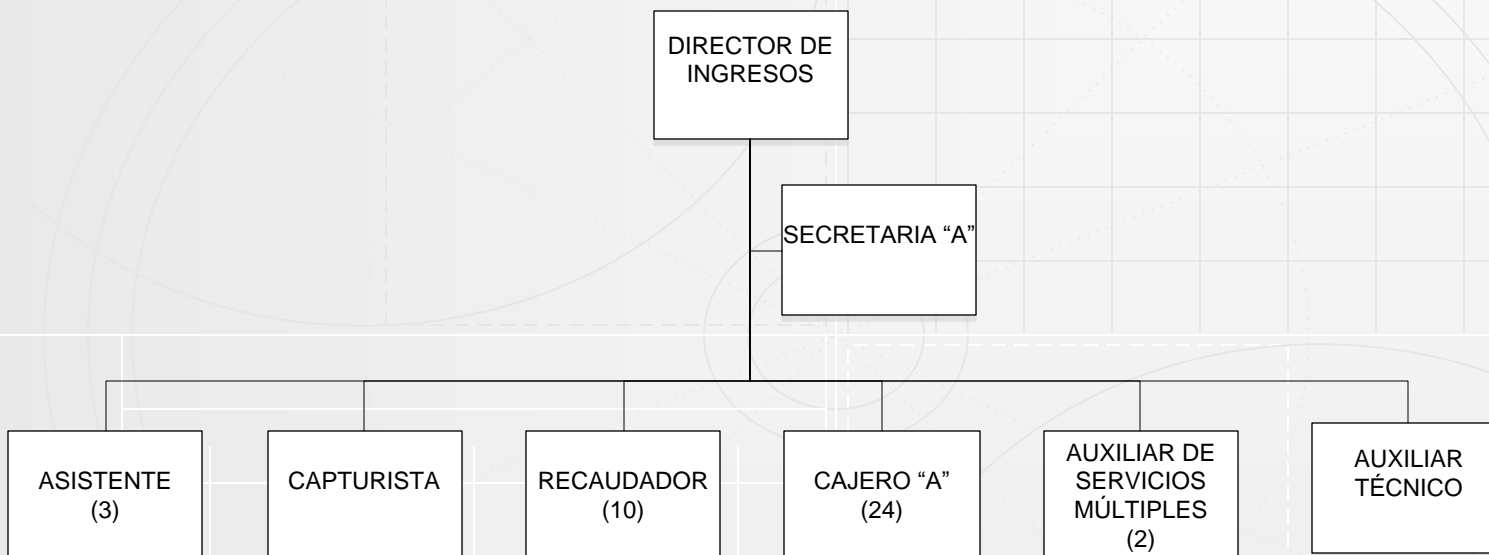 DIRECTOR DE
INGRESOS
SECRETARIA “A”
ASISTENTE
(3)
CAPTURISTA
RECAUDADOR
(10)
CAJERO “A”
(24)
AUXILIAR DE
SERVICIOS
MÚLTIPLES
(2)
AUXILIAR
TÉCNICO